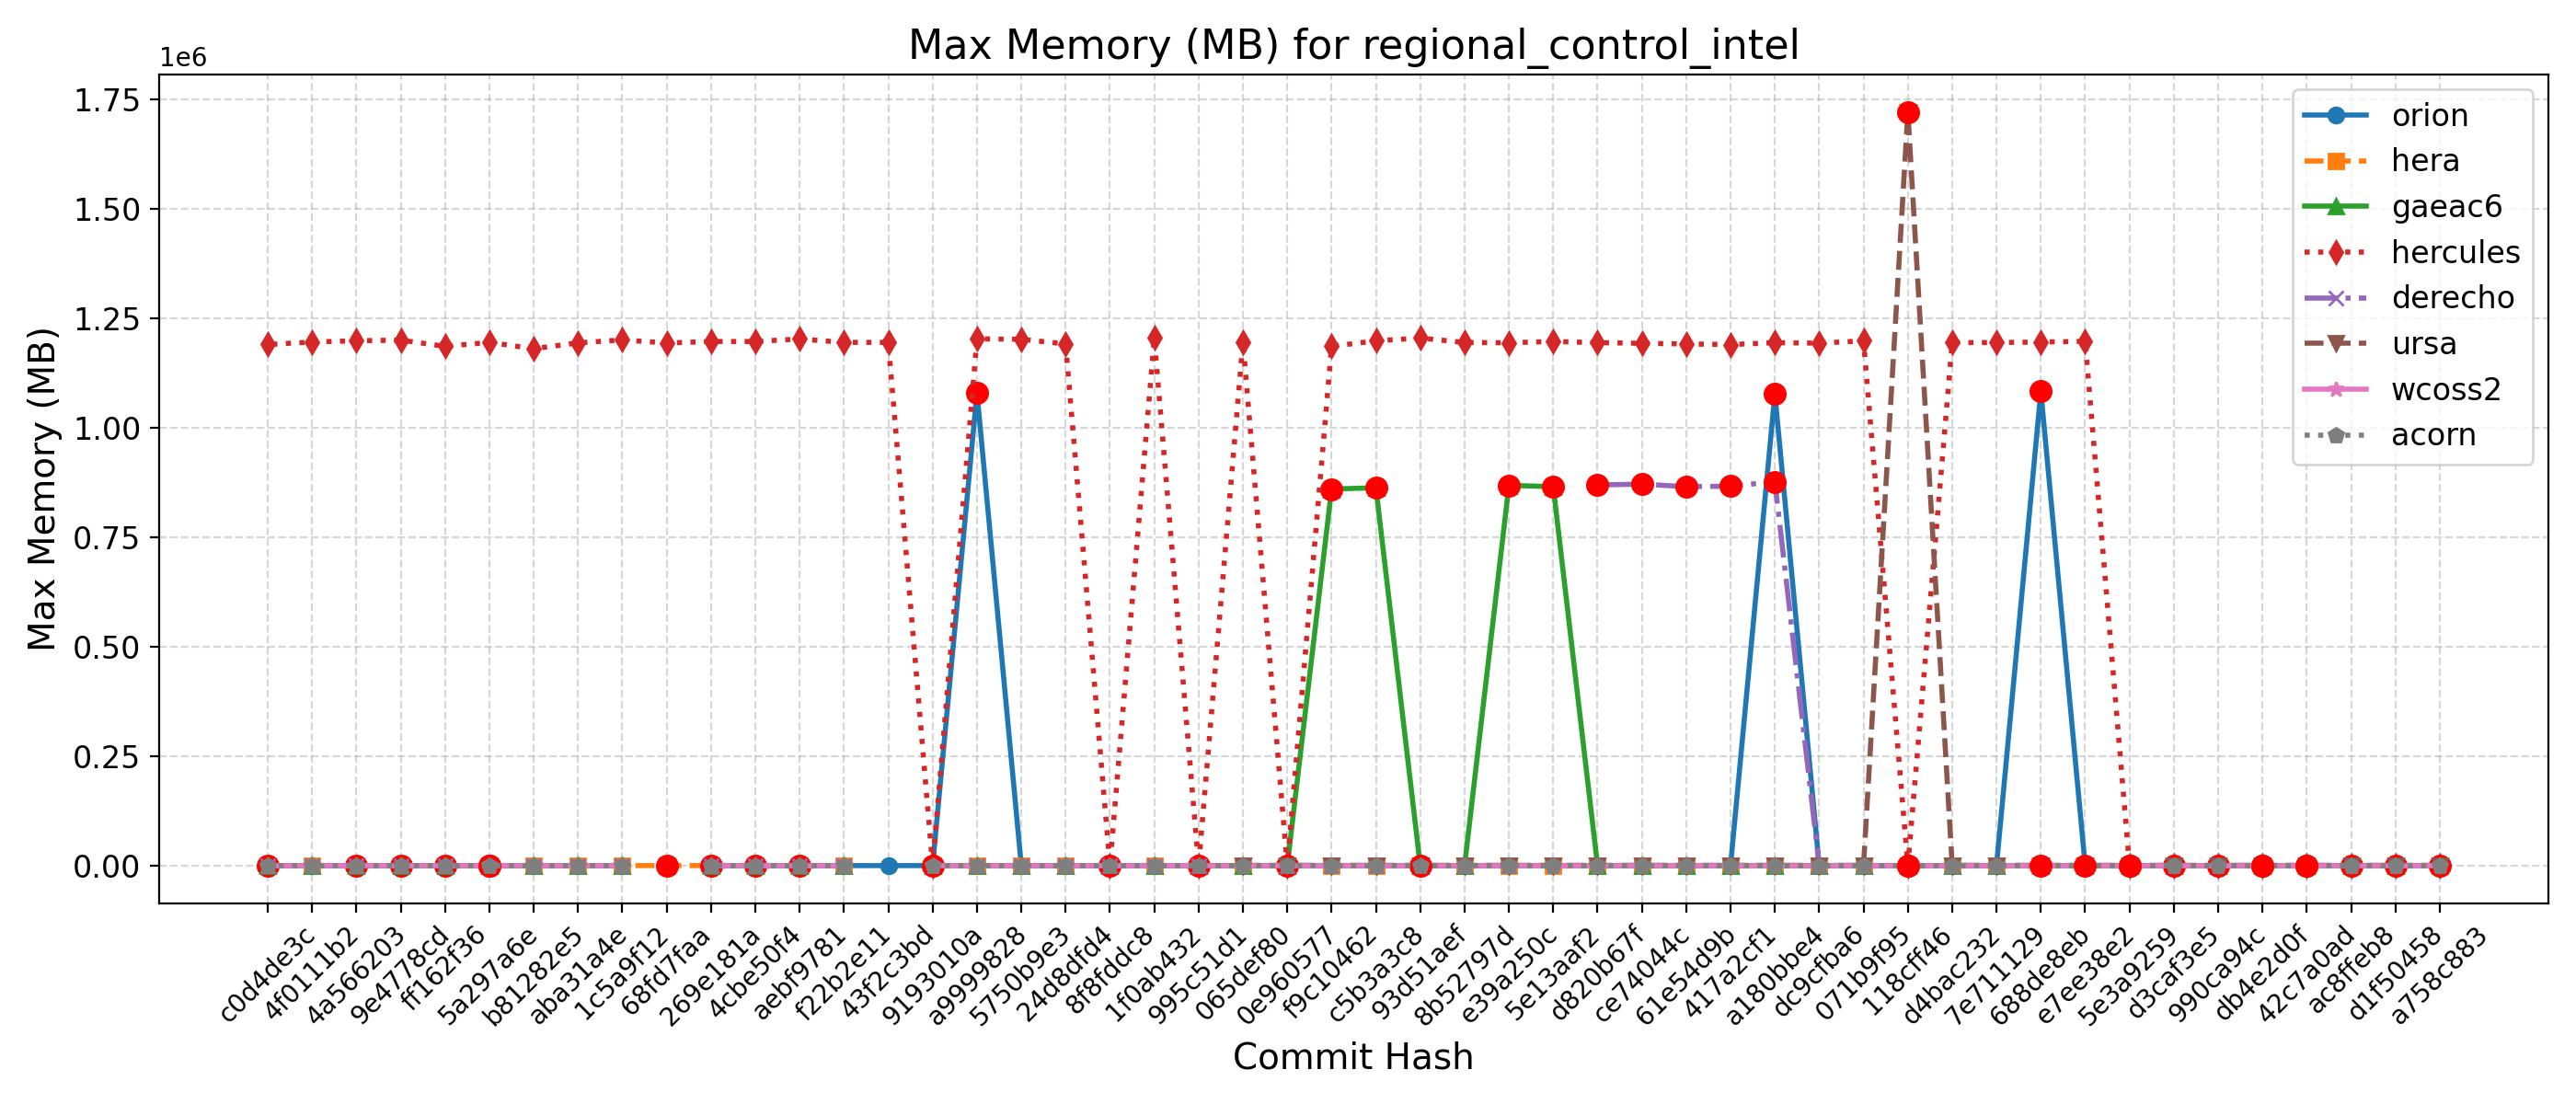 Max Memory (MB) for regional_control_intel
1e6
1.75
1.50
1.25
1.00
0.75
0.50
0.25
0.00
Max Memory (MB)
orion
hera
gaeac6
hercules
derecho
ursa
wcoss2
acorn
c0d4de3c
4f0111b2
4a566203
9e4778cd
ff162f36
5a297a6e
b81282e5
aba31a4e
1c5a9f12
68fd7faa
269e181a
4cbe50f4
aebf9781
f22b2e11
43f2c3bd
9193010a
a9999828
5750b9e3
24d8dfd4
8f8fddc8
1f0ab432
995c51d1
065def80
0e960577
f9c10462
c5b3a3c8
93d51aef
8b52797d
e39a250c
5e13aaf2
d820b67f
ce74044c
61e54d9b
417a2cf1
a180bbe4
dc9cfba6
071b9f95
118cff46
d4bac232
7e711129
688de8eb
e7ee38e2
5e3a9259
d3caf3e5
990ca94c
db4e2d0f
42c7a0ad
ac8ffeb8
d1f50458
a758c883
Commit Hash